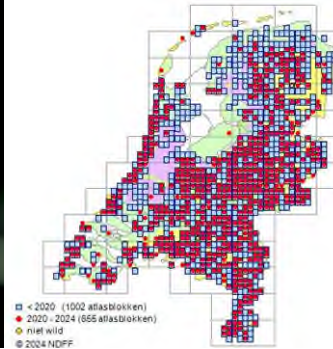 < 2020 (1002 atlasblokken)
2020 - 2024 (655 atlasblokken)
niet wild
© 2024 NDFF